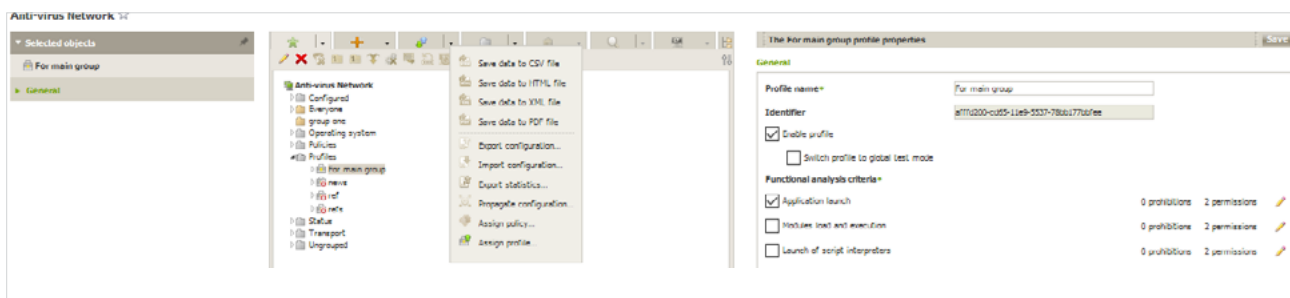 Anti-virus Network
Selected objects
For main group
General
Anti-virus Network
Configured
Everyone
group one
Operating system
Policies
Profiles
For main group
news
ref
refs
Status
Transport
Ungrouped
Save data to CSV file
Save data to HTML file
Save data to XML file
Save data to PDF file
Export configuration...
Import configuration...
Export statistics...
Propagate configuration...
Assign policy...
Assign profile...
The For main group profile properties
Save
General
Profile name*
For main group
Identifier
Enable profile
Switch profile to global test mode
Functional analysis criteria*
Application launch 0 prohibitions 2 permissions
Modules load and execution 0 prohibitions 2 permissions
Launch of script interpreters 0 prohibitions 2 permissions